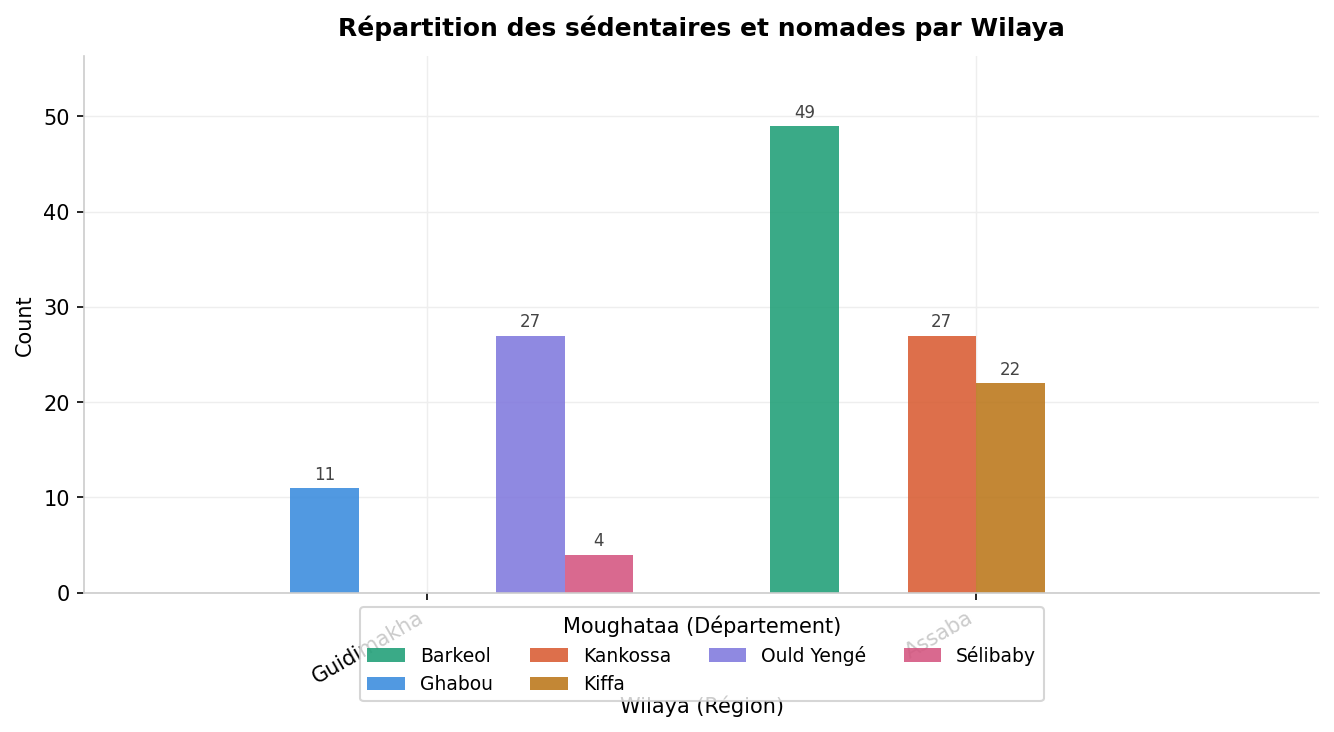 Répartition des sédentaires et nomades par Wilaya
Count
50
40
30
20
10
0
11
27
4
49
27
22
Guidimakha
Assaba
Moughataa (Département)
Barkeol
Kankossa
Ould Yengé
Sélibaby
Ghabou
Kiffa
Wilaya (Région)